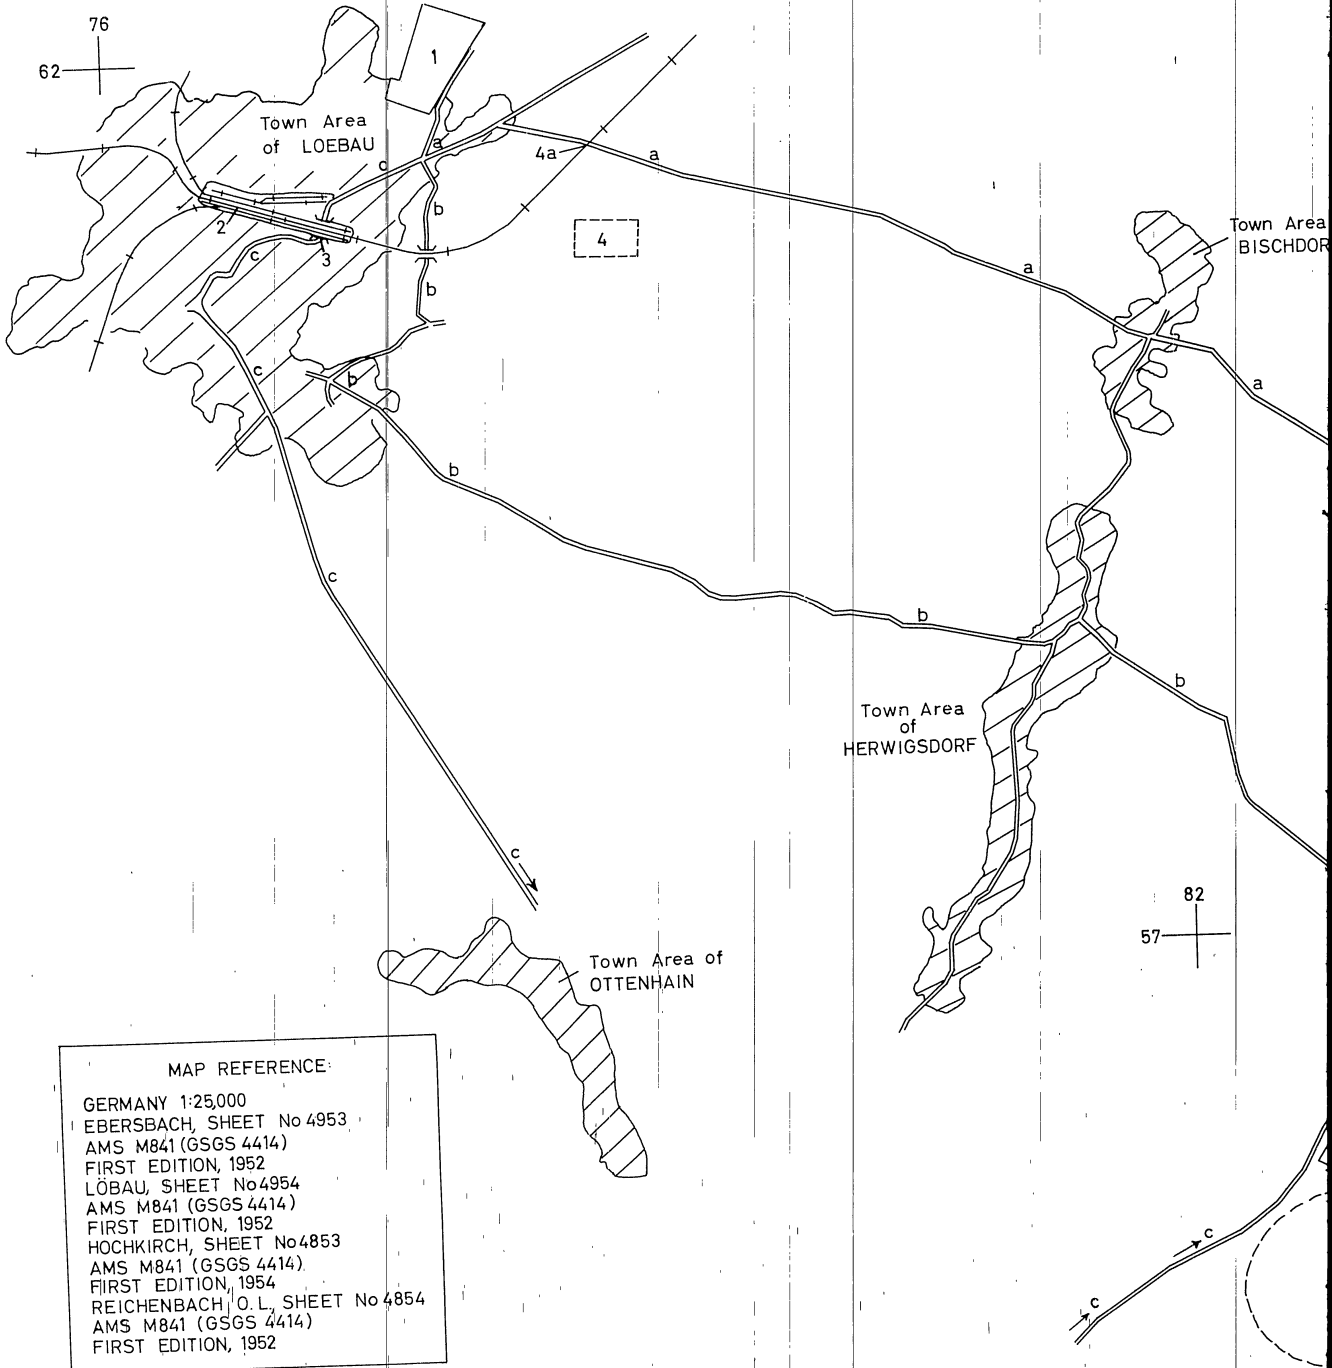 76
62
1
Town Area
of LOEBAU
a
c
4a
a
b
2
3
4
c
b
Town Area
BISCHDOR
a
a
c
b
b
c
b
b
Town Area
of
HERWIGSDORF
c
82
57
Town Area of
OTTENHAIN
MAP REFERENCE:
GERMANY 1:25,000
EBERSBACH, SHEET No 4953
AMS M841 (GSGS 4414)
FIRST EDITION, 1952
LÖBAU, SHEET No 4954
AMS M841 (GSGS 4414)
FIRST EDITION, 1952
HOCHKIRCH, SHEET No 4853
AMS M841 (GSGS 4414)
FIRST EDITION, 1954
REICHENBACH O.L., SHEET No 4854
AMS M841 (GSGS 4414)
FIRST EDITION, 1952
c
c